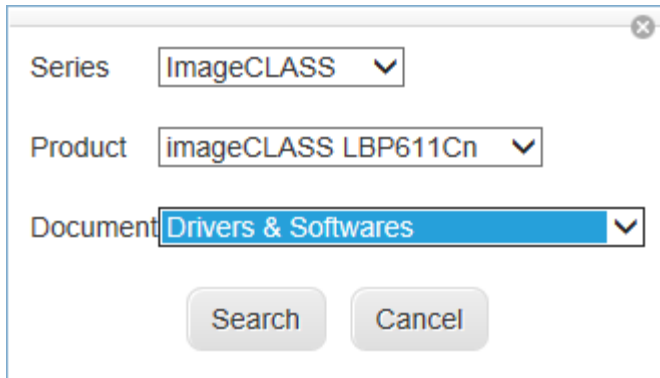 Series ImageCLASS
Product imageCLASS LBP611Cn
Document Drivers & Softwares
Search Cancel